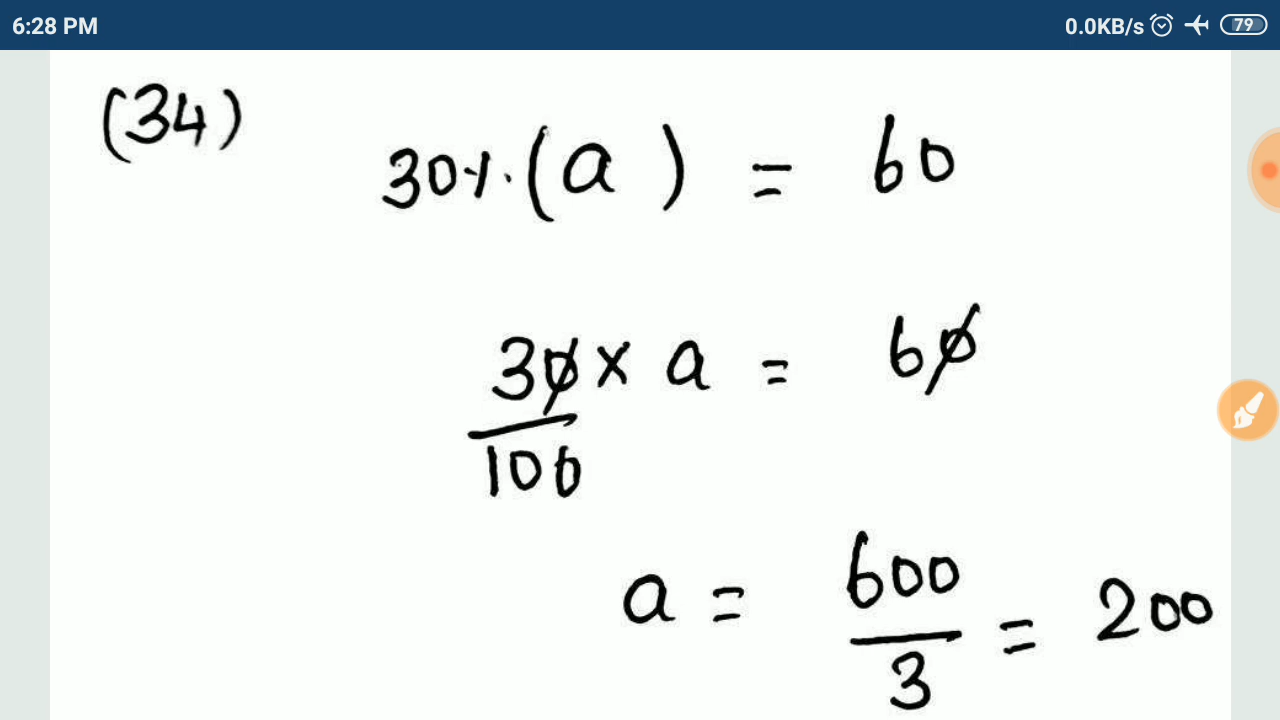 6:28 PM 0.0KB/s 79
(34)
30%(a) = 60
30 × a = 60
100
a = 600 = 200
3